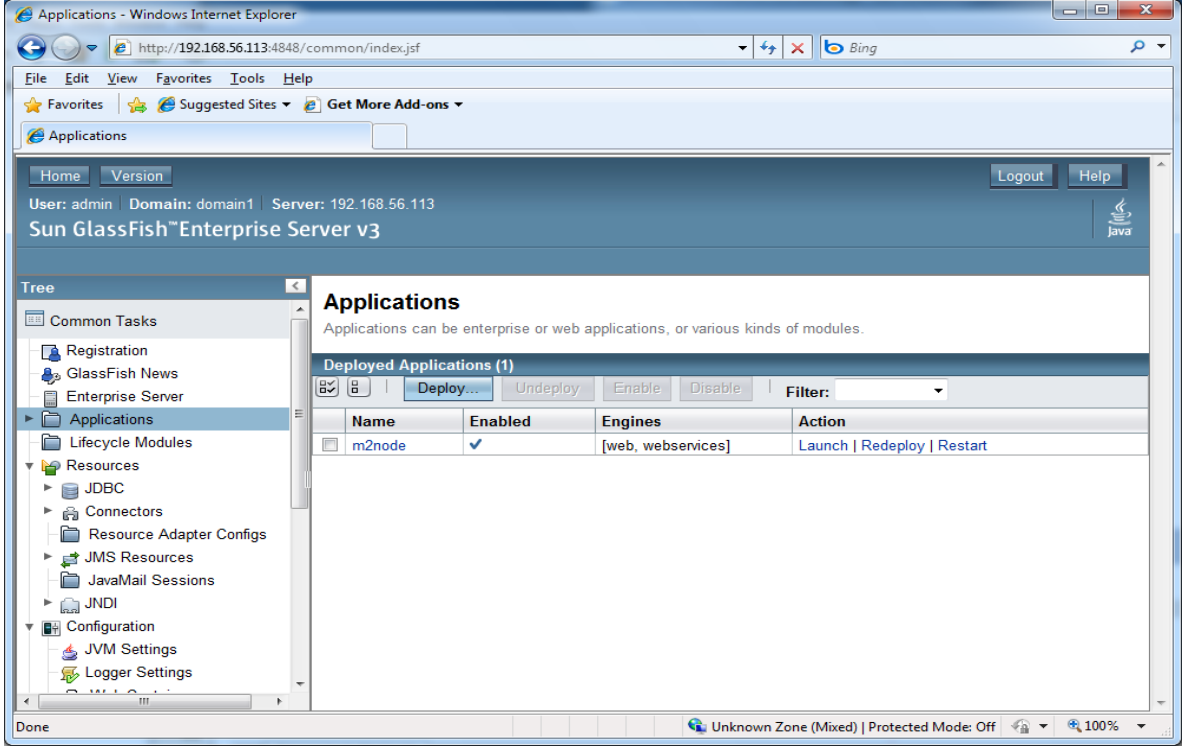 Applications - Windows Internet Explorer
http://192.168.56.113:4848/common/index.jsf
Bing
File Edit View Favorites Tools Help
Favorites Suggested Sites Get More Add-ons
Applications
Home Version Logout Help
User: admin Domain: domain1 Server: 192.168.56.113
Sun GlassFish™ Enterprise Server v3
Java
Tree
Common Tasks
Registration
GlassFish News
Enterprise Server
Applications
Lifecycle Modules
Resources
JDBC
Connectors
Resource Adapter Configs
JMS Resources
JavaMail Sessions
JNDI
Configuration
JVM Settings
Logger Settings
Applications
Applications can be enterprise or web applications, or various kinds of modules.
Deployed Applications (1)
Deploy... Undeploy Enable Disable Filter:
Name Enabled Engines Action
m2node [web, webservices] Launch | Redeploy | Restart
Done Unknown Zone (Mixed) | Protected Mode: Off 100%